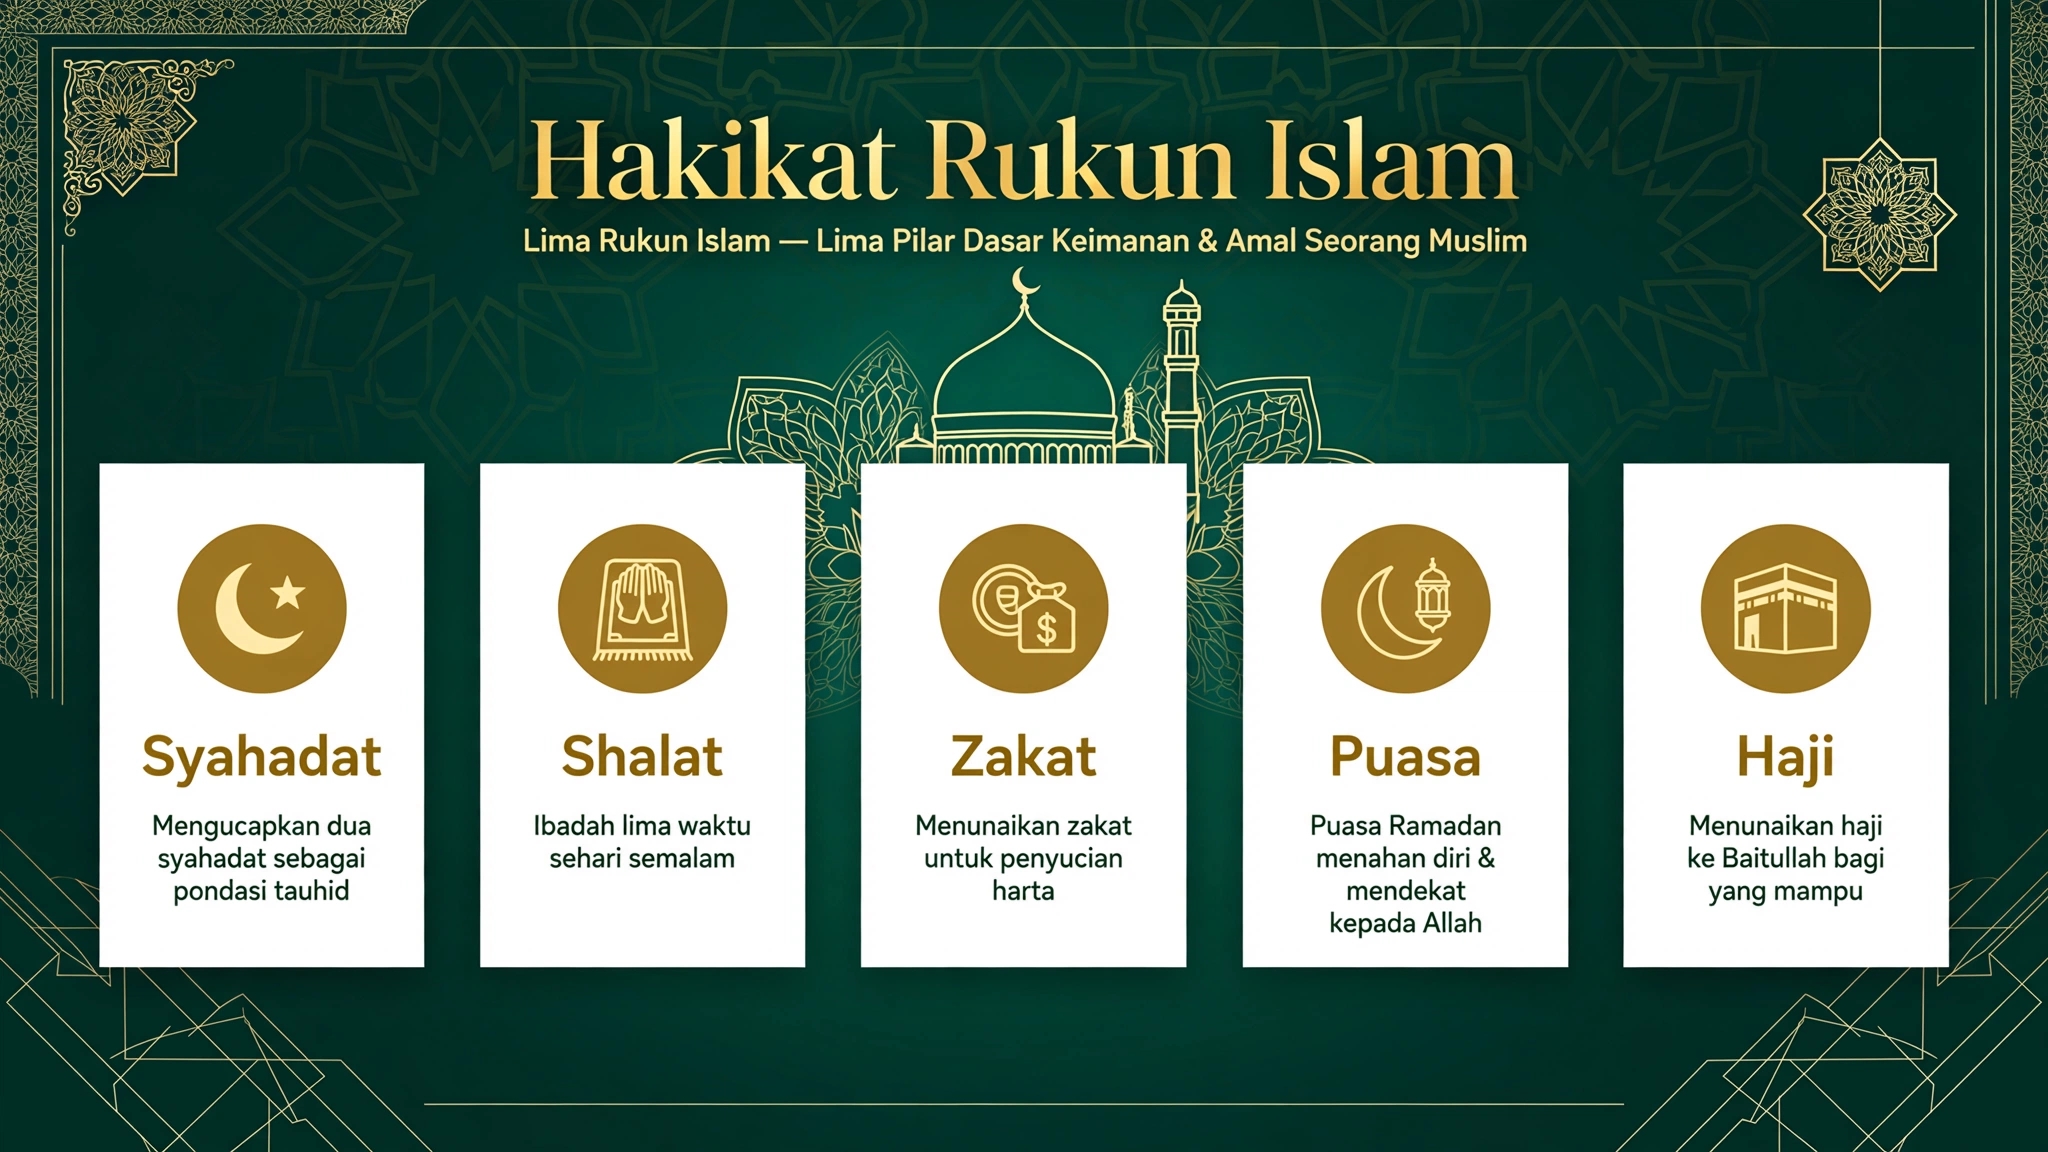 Hakikat Rukun Islam
Lima Rukun Islam — Lima Pilar Dasar Keimanan & Amal Seorang Muslim
$
Syahadat
Mengucapkan dua
syahadat sebagai
pondasi tauhid
Shalat
Ibadah lima waktu
sehari semalam
Zakat
Menunaikan zakat
untuk penyucian
harta
Puasa
Puasa Ramadan
menahan diri &
mendekat
kepada Allah
Haji
Menunaikan haji
ke Baitullah bagi
yang mampu